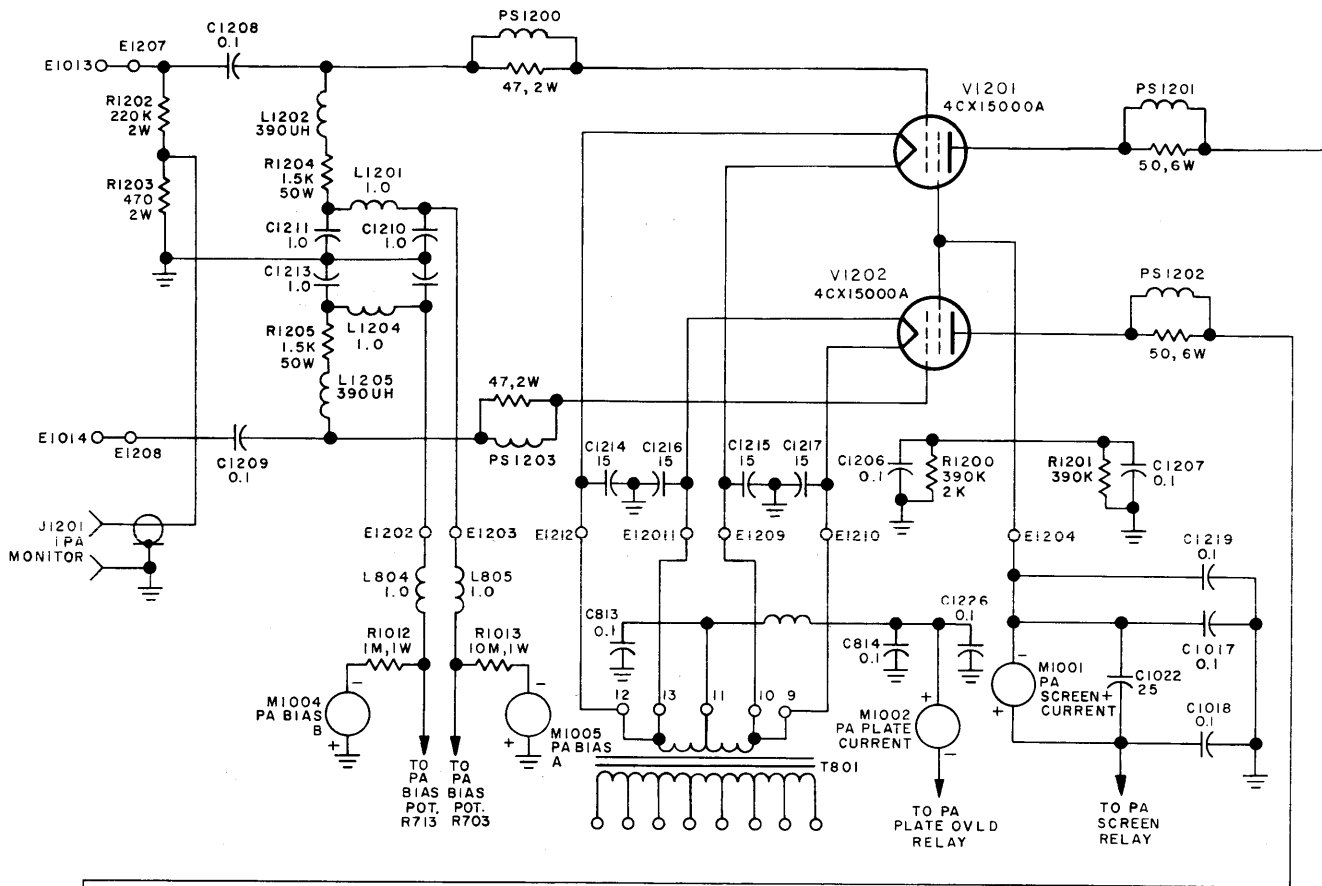 PS1200
C1208
0.1
E1207
E1013
47, 2W
R1202
220K
2W
L1202
390UH
V1201
4CX15000A
PS1201
50, 6W
R1204
1.5K
50W
L1201
1.0
R1203
470
2W
C1211
1.0
C1210
1.0
C1213
1.0
V1202
4CX15000A
PS1202
50, 6W
L1204
1.0
R1205
1.5K
50W
L1205
390UH
47, 2W
E1014
E1208
C1209
0.1
PS1203
C1214
15
C1216
15
C1215
15
C1217
15
C1206
0.1
R1200
390K
2K
R1201
390K
C1207
0.1
J1201
IPA
MONITOR
E1202
E1203
E1212
E12011
E1209
E1210
E1204
C1219
0.1
L804
1.0
L805
1.0
C813
0.1
C814
0.1
C1226
0.1
C1017
0.1
R1012
1M, 1W
R1013
10M, 1W
M1001
PA
SCREEN
CURRENT
- +
C1022
25
C1018
0.1
M1004
PA BIAS
B
- +
M1005
PA BIAS
A
- +
12 13 11 10 9
M1002
PA PLATE
CURRENT
+ -
T801
TO
PA
BIAS
POT.
R713
TO
PA
BIAS
POT.
R703
TO PA
PLATE OVLD
RELAY
TO PA
SCREEN
RELAY